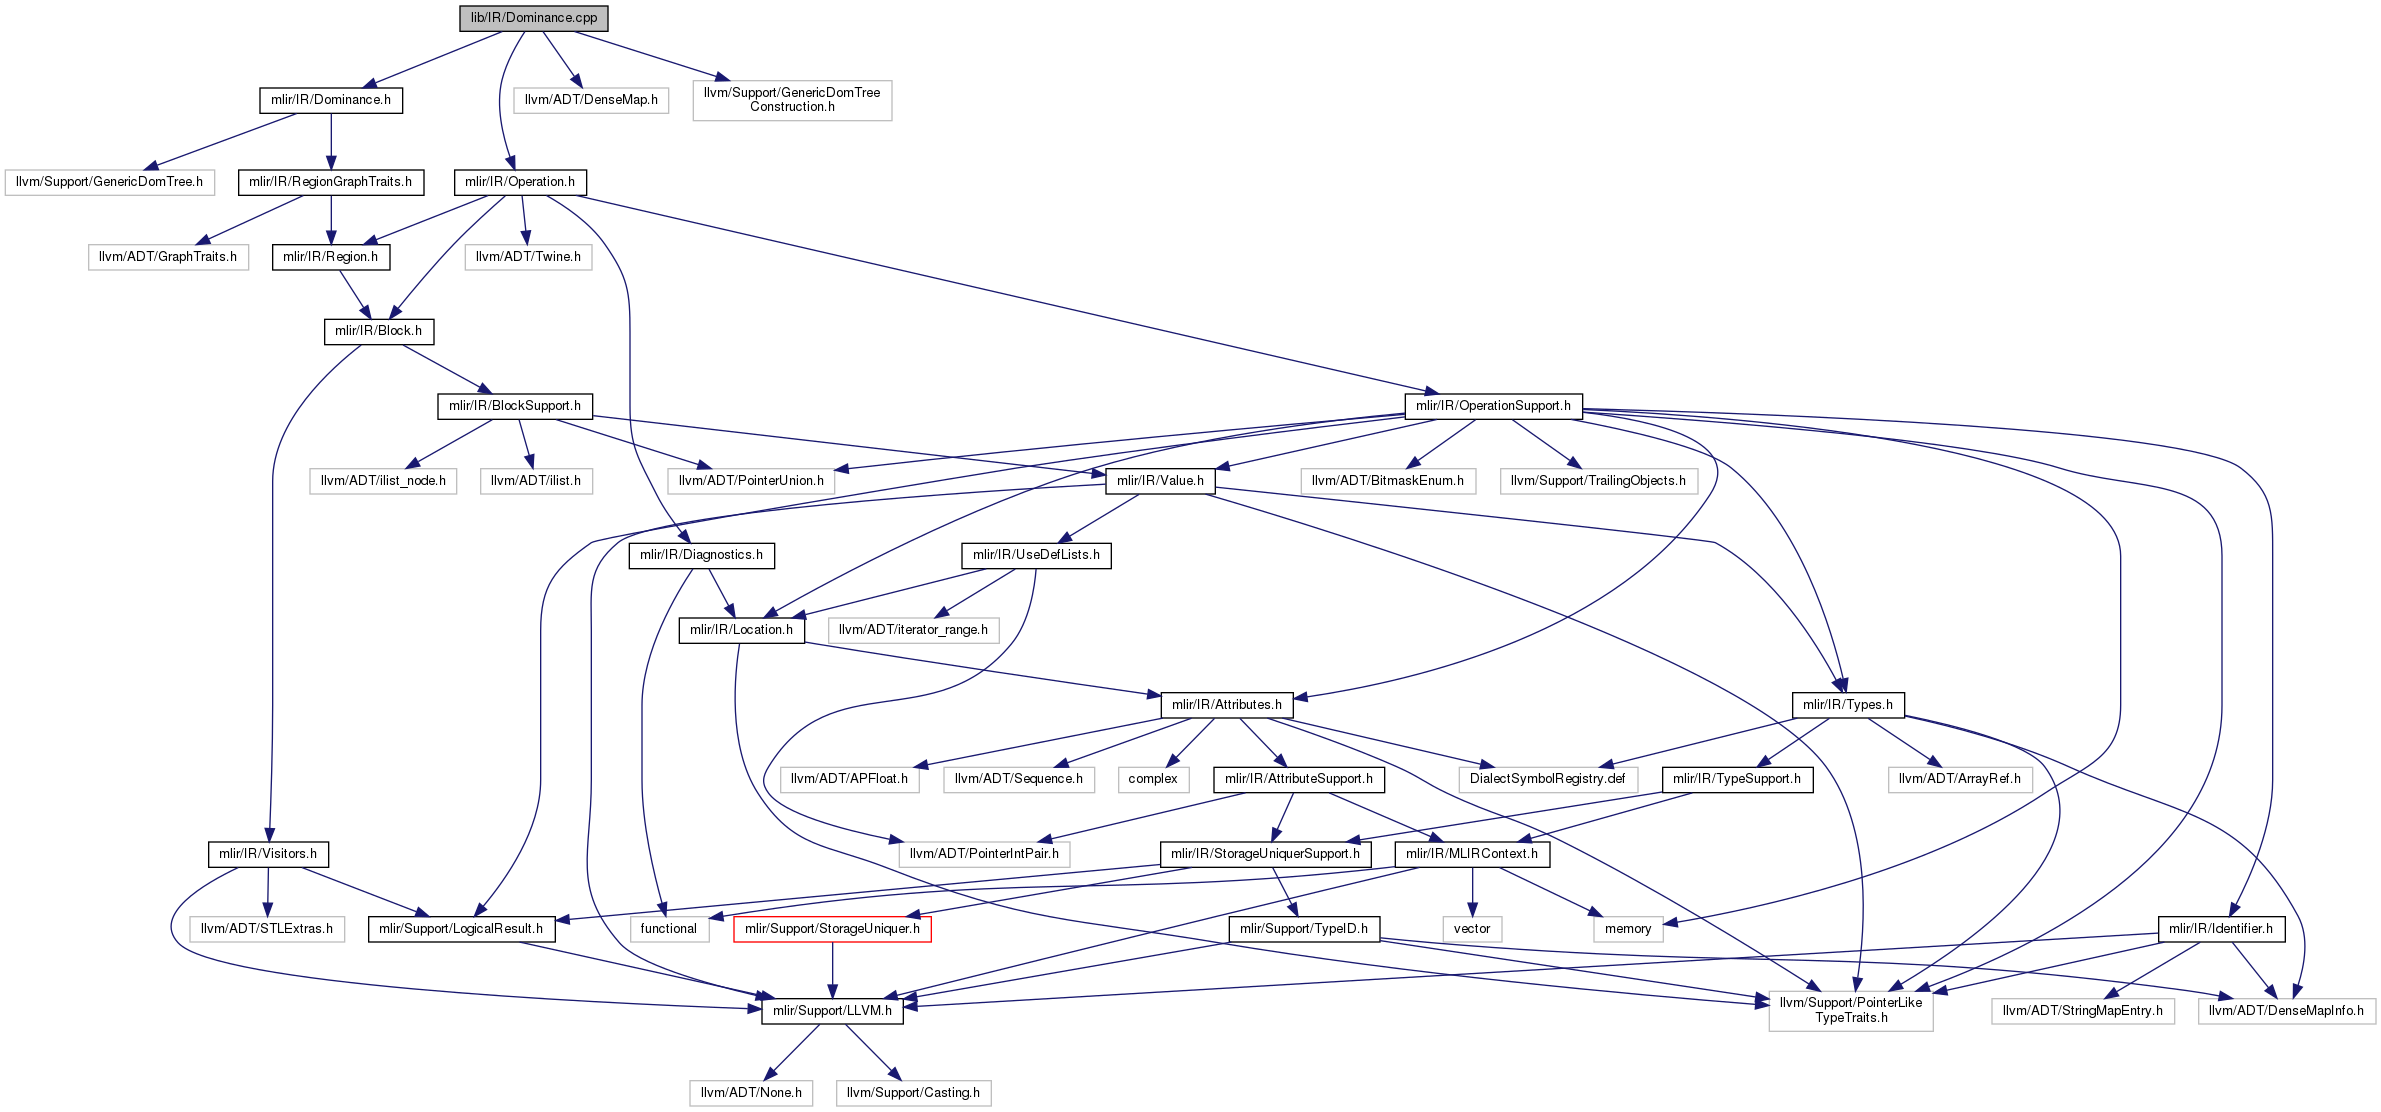 lib/IR/Dominance.cpp
mlir/IR/Dominance.h
llvm/ADT/DenseMap.h
llvm/Support/GenericDomTree
Construction.h
llvm/Support/GenericDomTree.h
mlir/IR/RegionGraphTraits.h
mlir/IR/Operation.h
llvm/ADT/GraphTraits.h
mlir/IR/Region.h
llvm/ADT/Twine.h
mlir/IR/Block.h
mlir/IR/BlockSupport.h
mlir/IR/OperationSupport.h
llvm/ADT/ilist_node.h
llvm/ADT/ilist.h
llvm/ADT/PointerUnion.h
mlir/IR/Value.h
llvm/ADT/BitmaskEnum.h
llvm/Support/TrailingObjects.h
mlir/IR/Diagnostics.h
mlir/IR/UseDefLists.h
mlir/IR/Location.h
llvm/ADT/iterator_range.h
mlir/IR/Attributes.h
mlir/IR/Types.h
llvm/ADT/APFloat.h
llvm/ADT/Sequence.h
complex
mlir/IR/AttributeSupport.h
DialectSymbolRegistry.def
mlir/IR/TypeSupport.h
llvm/ADT/ArrayRef.h
mlir/IR/Visitors.h
llvm/ADT/PointerIntPair.h
mlir/IR/StorageUniquerSupport.h
mlir/IR/MLIRContext.h
llvm/ADT/STLExtras.h
mlir/Support/LogicalResult.h
functional
mlir/Support/StorageUniquer.h
mlir/Support/TypeID.h
vector
memory
mlir/IR/Identifier.h
mlir/Support/LLVM.h
llvm/Support/PointerLike
TypeTraits.h
llvm/ADT/StringMapEntry.h
llvm/ADT/DenseMapInfo.h
llvm/ADT/None.h
llvm/Support/Casting.h